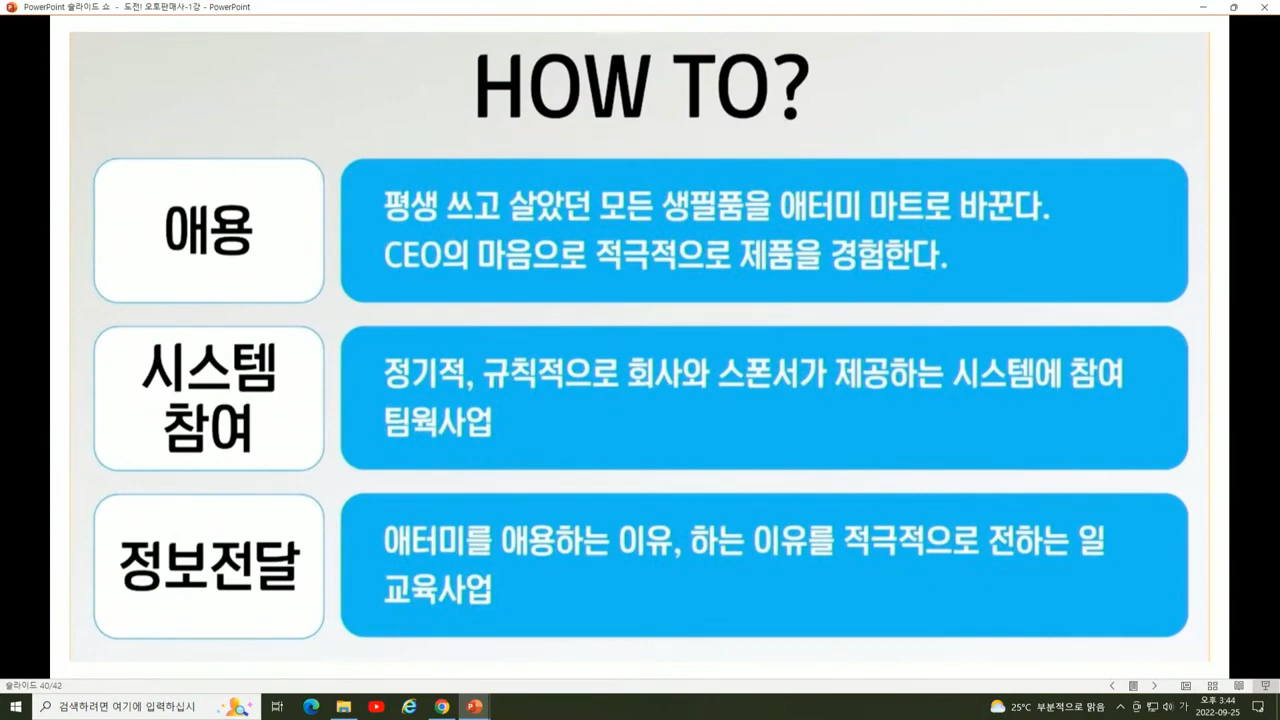 PowerPoint 슬라이드 쇼 - 도전! 오토판매사-1강 - PowerPoint
HOW TO?
애용
평생 쓰고 살았던 모든 생필품을 애터미 마트로 바꾼다.
CEO의 마음으로 적극적으로 제품을 경험한다.
시스템
참여
정기적, 규칙적으로 회사와 스폰서가 제공하는 시스템에 참여
팀웍사업
정보전달
애터미를 애용하는 이유, 하는 이유를 적극적으로 전하는 일
교육사업
슬라이드 40/42
검색하려면 여기에 입력하십시
25°C 부분적으로 맑음
가
오후 3:44
2022-09-25